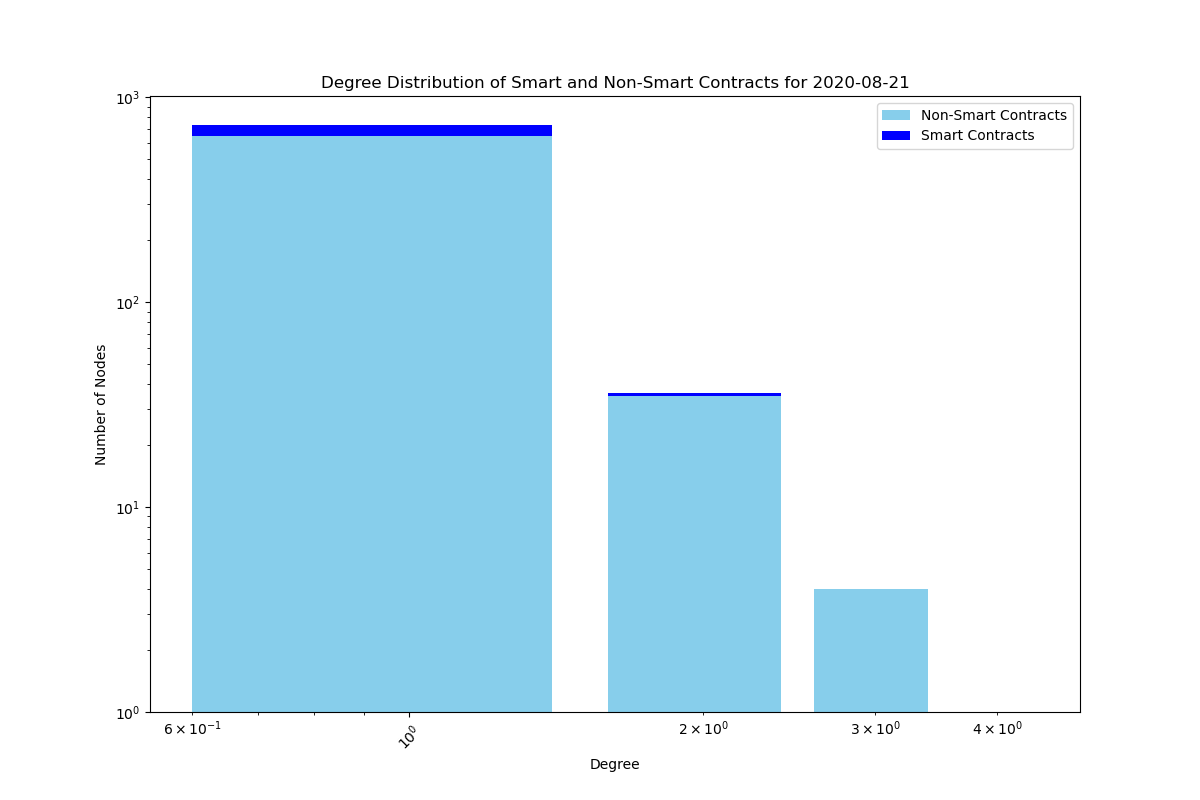 Degree Distribution of Smart and Non-Smart Contracts for 2020-08-21
Non-Smart Contracts
Smart Contracts
Number of Nodes
10³
10²
10¹
10⁰
6 × 10⁻¹
10⁰
2 × 10⁰
3 × 10⁰
4 × 10⁰
Degree